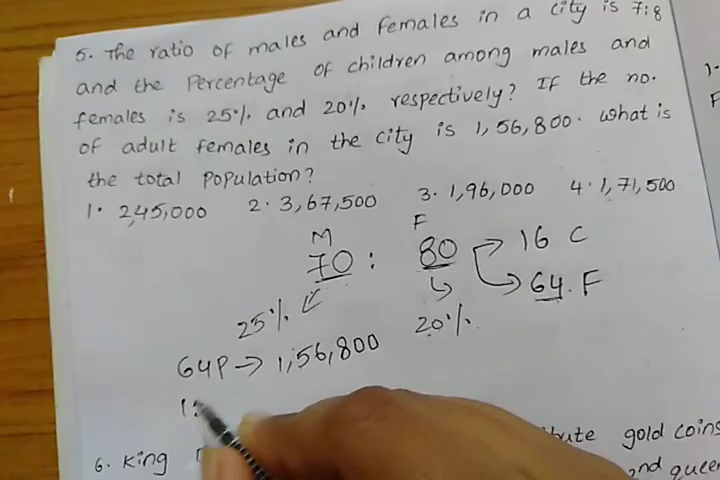 5. The ratio of males and females in a city is 7:8
and the Percentage of children among males and
females is 25% and 20% respectively? If the no.
of adult females in the city is 1,56,800. what is
the total population?
1. 245,000 2. 3,67,500 3. 1,96,000 4. 1,71,500
M F
70 : 80 16 C
64. F
25% 20%
64P → 1,56,800
6. King
gold coins
and queen